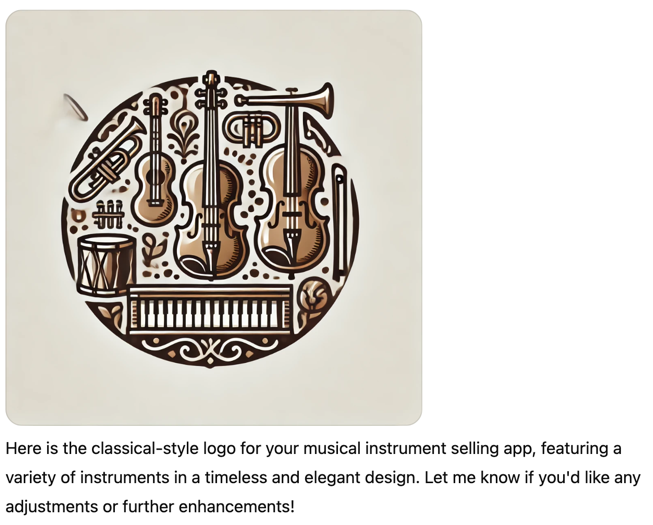 Here is the classical-style logo for your musical instrument selling app, featuring a
variety of instruments in a timeless and elegant design. Let me know if you'd like any
adjustments or further enhancements!